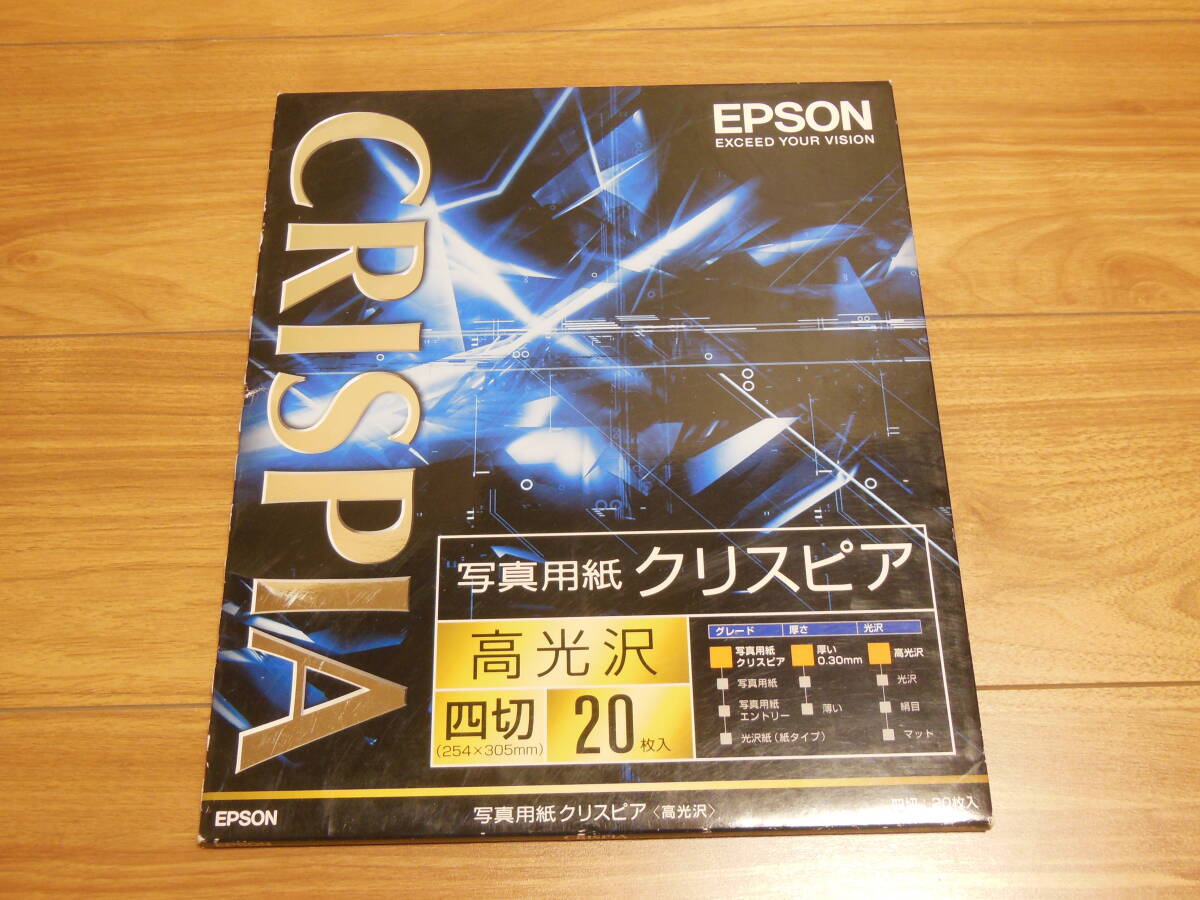 EPSON
EXCEED YOUR VISION
CRISPIA
写真用紙 クリスピア
高光沢
四切
(254×305mm)
20枚入
グレード 厚さ 光沢
写真用紙
クリスピア
厚い
0.30mm
高光沢
写真用紙
光沢
写真用紙
エントリー
薄い
絹目
光沢紙(紙タイプ)
マット
EPSON
写真用紙クリスピア〈高光沢〉
四切 20枚入